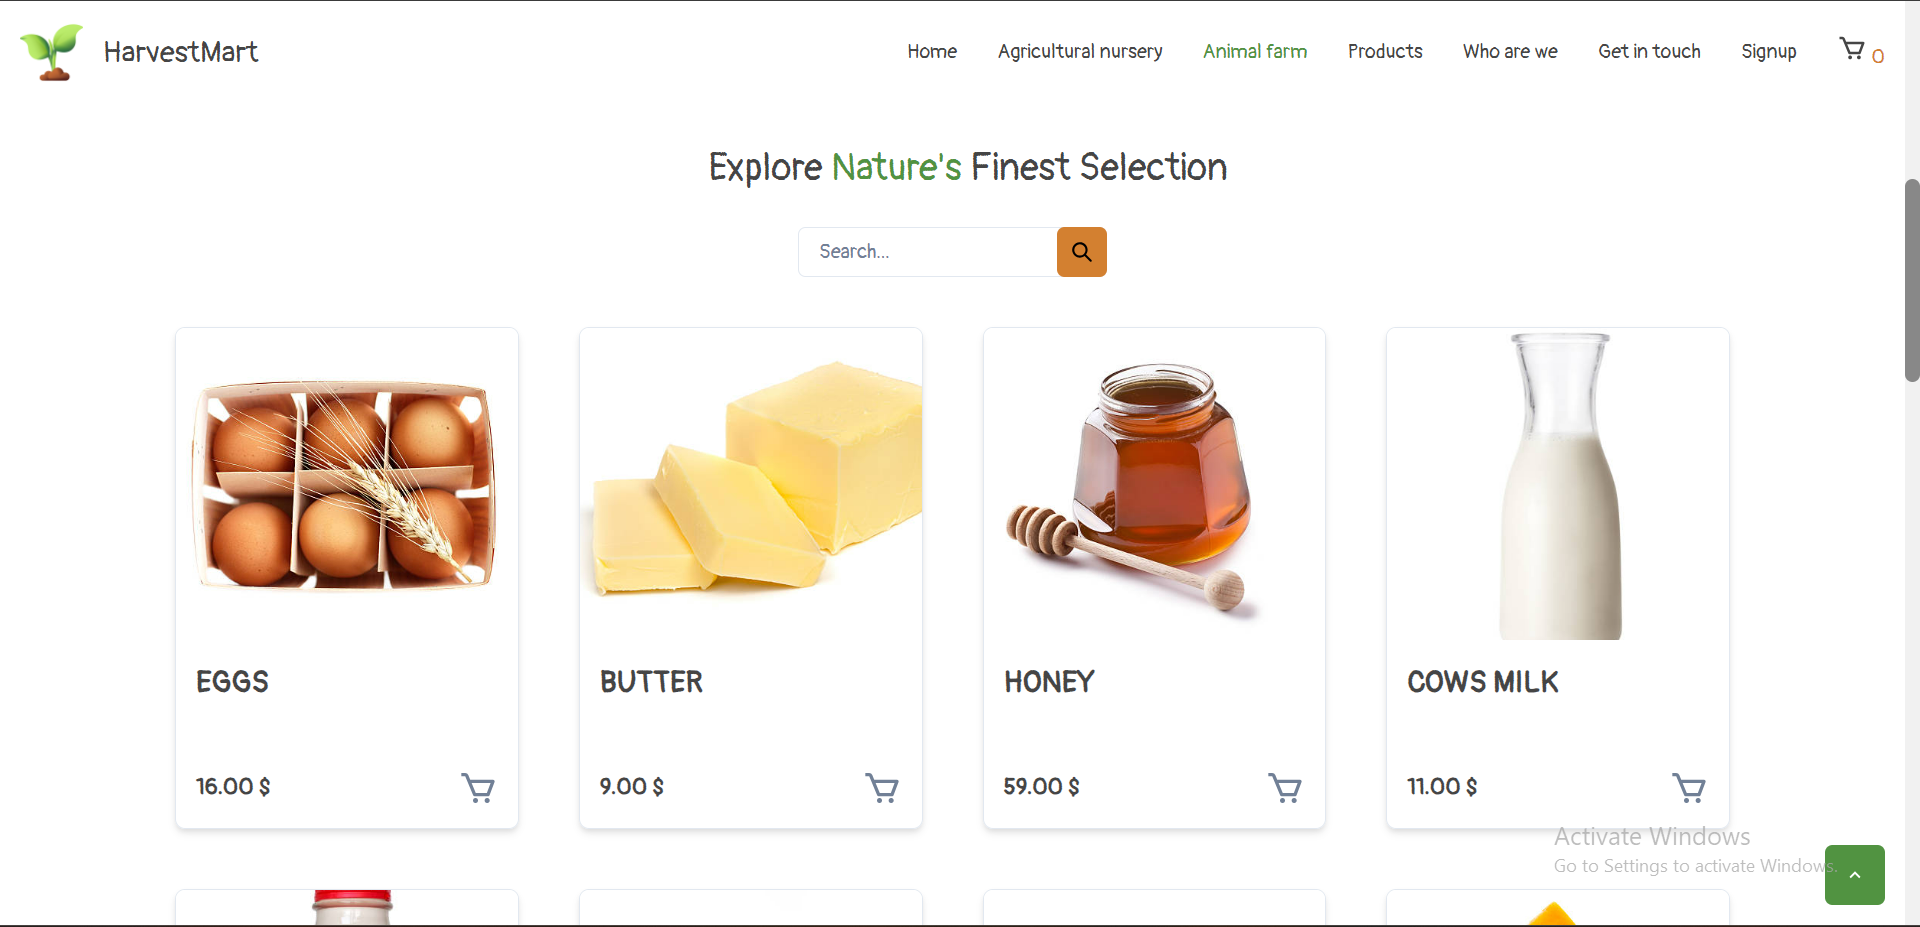 HarvestMart
Home Agricultural nursery Animal farm Products Who are we Get in touch Signup 0
Explore Nature's Finest Selection
Search...
EGGS BUTTER HONEY COWS MILK
16.00 $ 9.00 $ 59.00 $ 11.00 $
Activate Windows
Go to Settings to activate Windows.